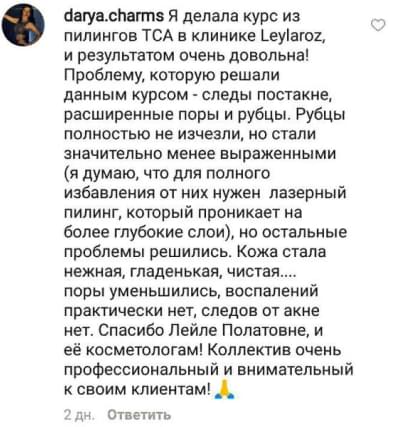 darya.charms Я делала курс из
пилингов TCA в клинике Leylaroz,
и результатом очень довольна!
Проблему, которую решали
данным курсом - следы постакне,
расширенные поры и рубцы. Рубцы
полностью не изчезли, но стали
значительно менее выраженными
(я думаю, что для полного
избавления от них нужен лазерный
пилинг, который проникает на
более глубокие слои), но остальные
проблемы решились. Кожа стала
нежная, гладенькая, чистая....
поры уменьшились, воспалений
практически нет, следов от акне
нет. Спасибо Лейле Полатовне, и
её косметологам! Коллектив очень
профессиональный и внимательный
к своим клиентам! 🙏
2 дн. Ответить